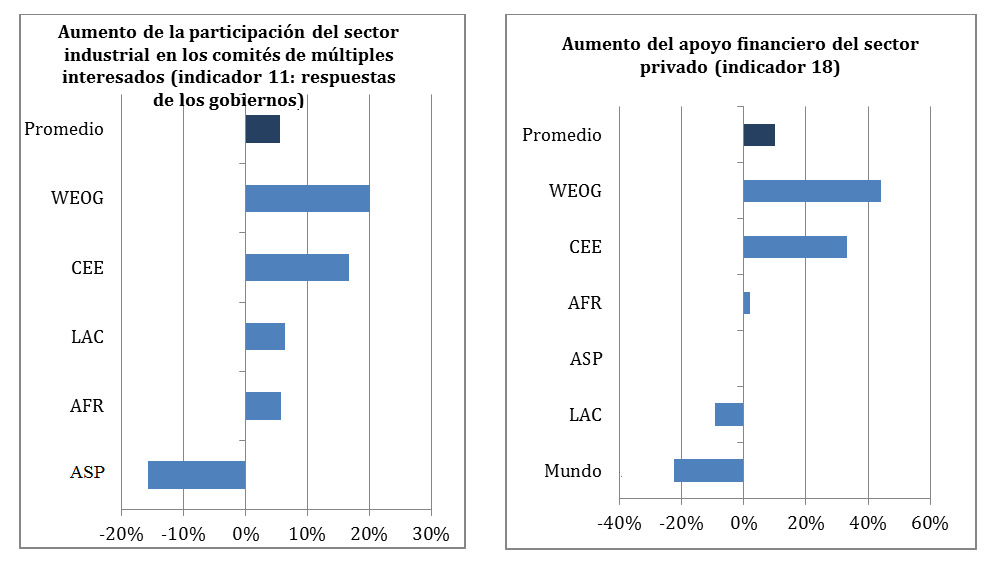 Aumento de la participación del sector
industrial en los comités de múltiples
interesados (indicador 11: respuestas
de los gobiernos)
Promedio
WEOG
CEE
LAC
AFR
ASP
-20% -10% 0% 10% 20% 30%
Aumento del apoyo financiero del sector
privado (indicador 18)
Promedio
WEOG
CEE
AFR
ASP
LAC
Mundo
-40% -20% 0% 20% 40% 60%